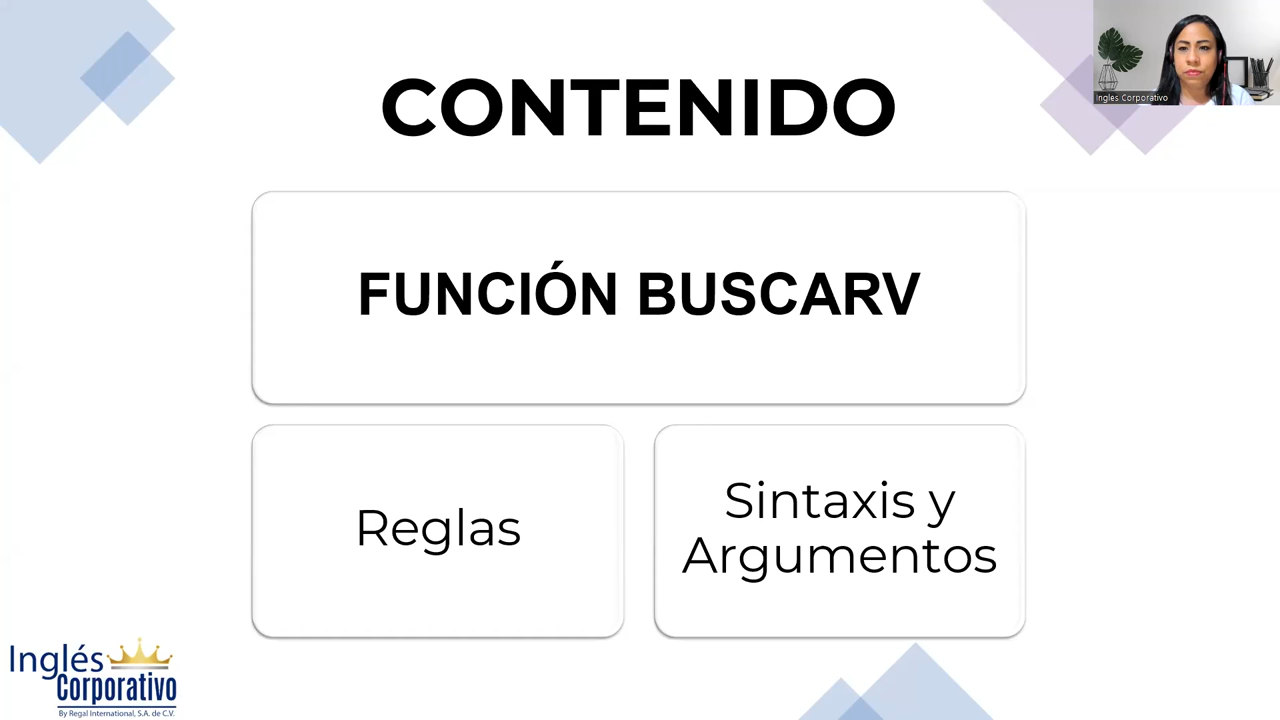 CONTENIDO
Ingles Corporativo
FUNCIÓN BUSCARV
Reglas
Sintaxis y
Argumentos
Inglés
Corporativo
By Regal International, S.A. de C.V.